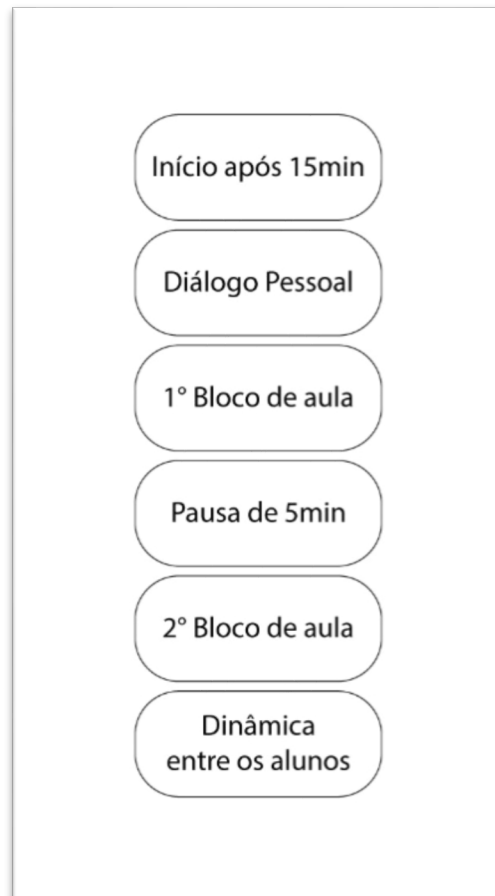 Início após 15min
Diálogo Pessoal
1° Bloco de aula
Pausa de 5min
2° Bloco de aula
Dinâmica
entre os alunos